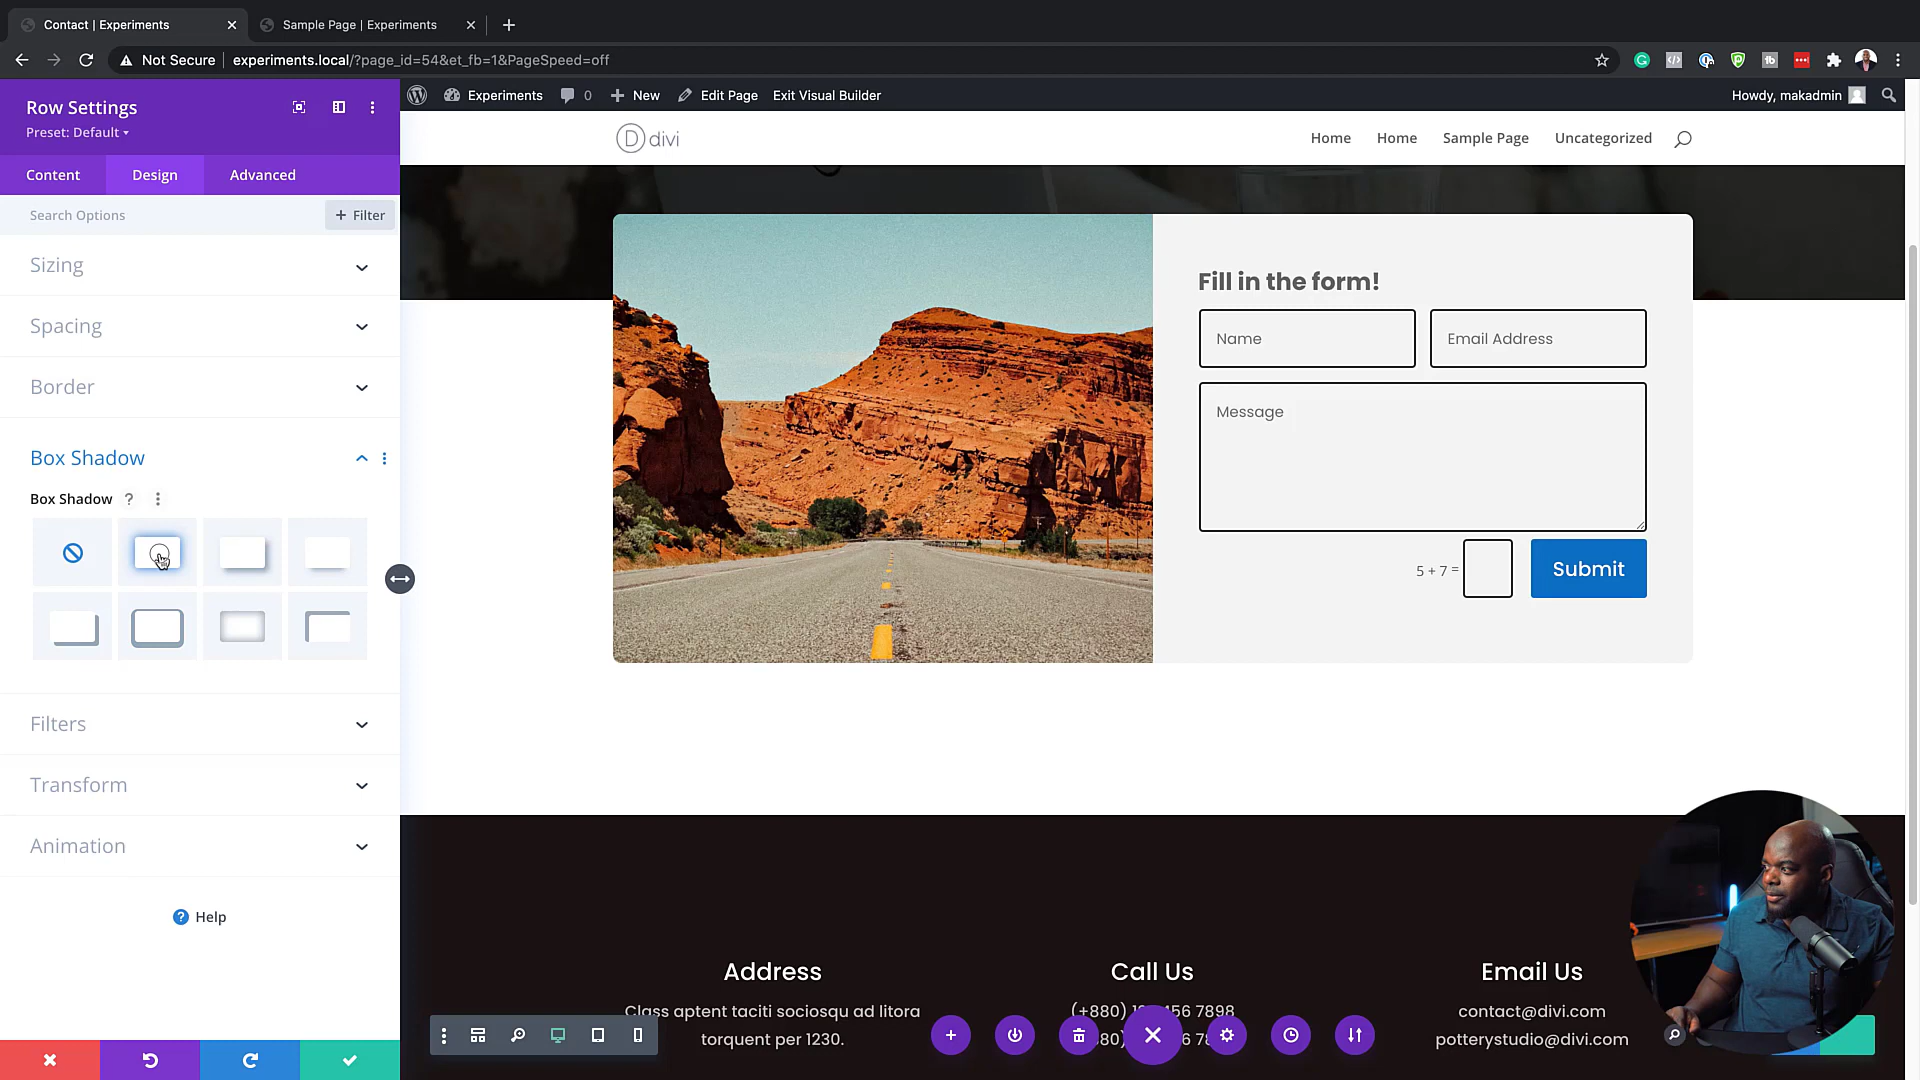 Contact | Experiments
Sample Page | Experiments
Not Secure
experiments.local/?page_id=54&et_fb=1&PageSpeed=off
Row Settings
Preset: Default
Content
Design
Advanced
Search Options
+ Filter
Sizing
Spacing
Border
Box Shadow
Box Shadow ?
Filters
Transform
Animation
? Help
Experiments
0
New
Edit Page
Exit Visual Builder
Howdy, makadmin
D divi
Home
Home
Sample Page
Uncategorized
Fill in the form!
Name
Email Address
Message
5 + 7 =
Submit
Address
Class aptent taciti sociosqu ad litora
torquent per 1230.
Call Us
(+880) 456 7898
Email Us
contact@divi.com
potterystudio@divi.com